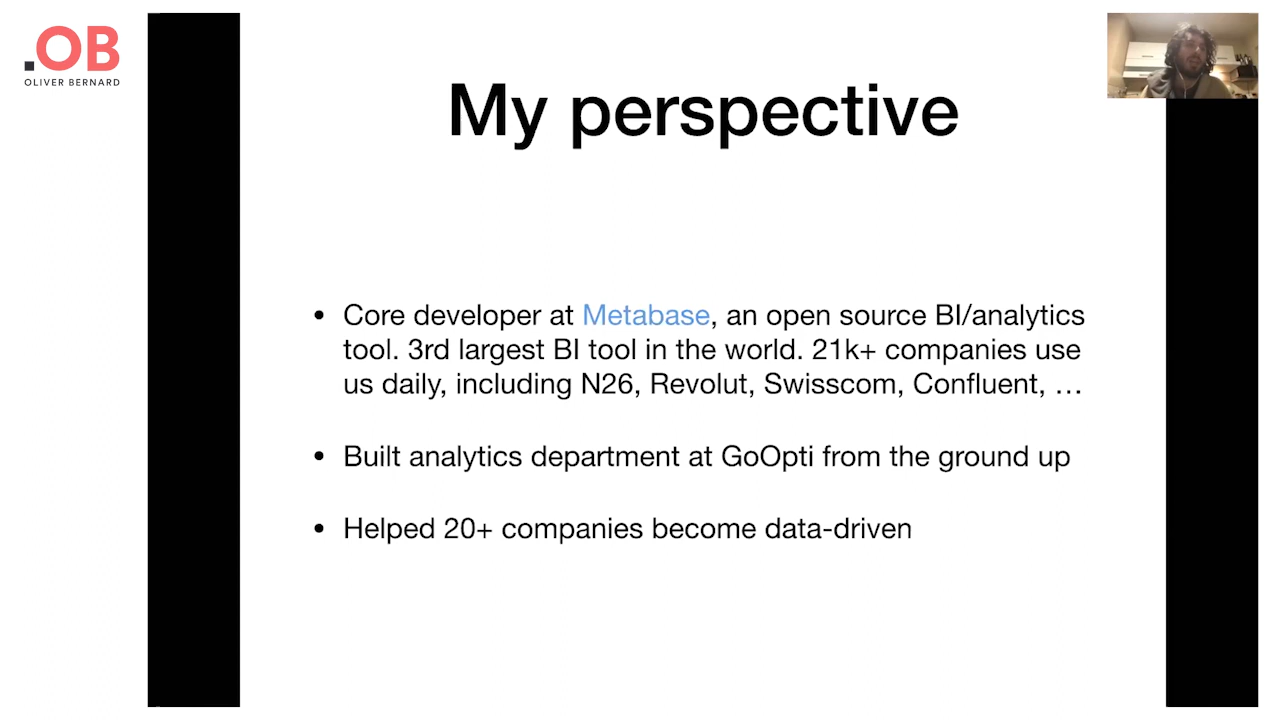 .OB
OLIVER BERNARD
My perspective
• Core developer at Metabase, an open source BI/analytics
tool. 3rd largest BI tool in the world. 21k+ companies use
us daily, including N26, Revolut, Swisscom, Confluent, …
• Built analytics department at GoOpti from the ground up
• Helped 20+ companies become data-driven